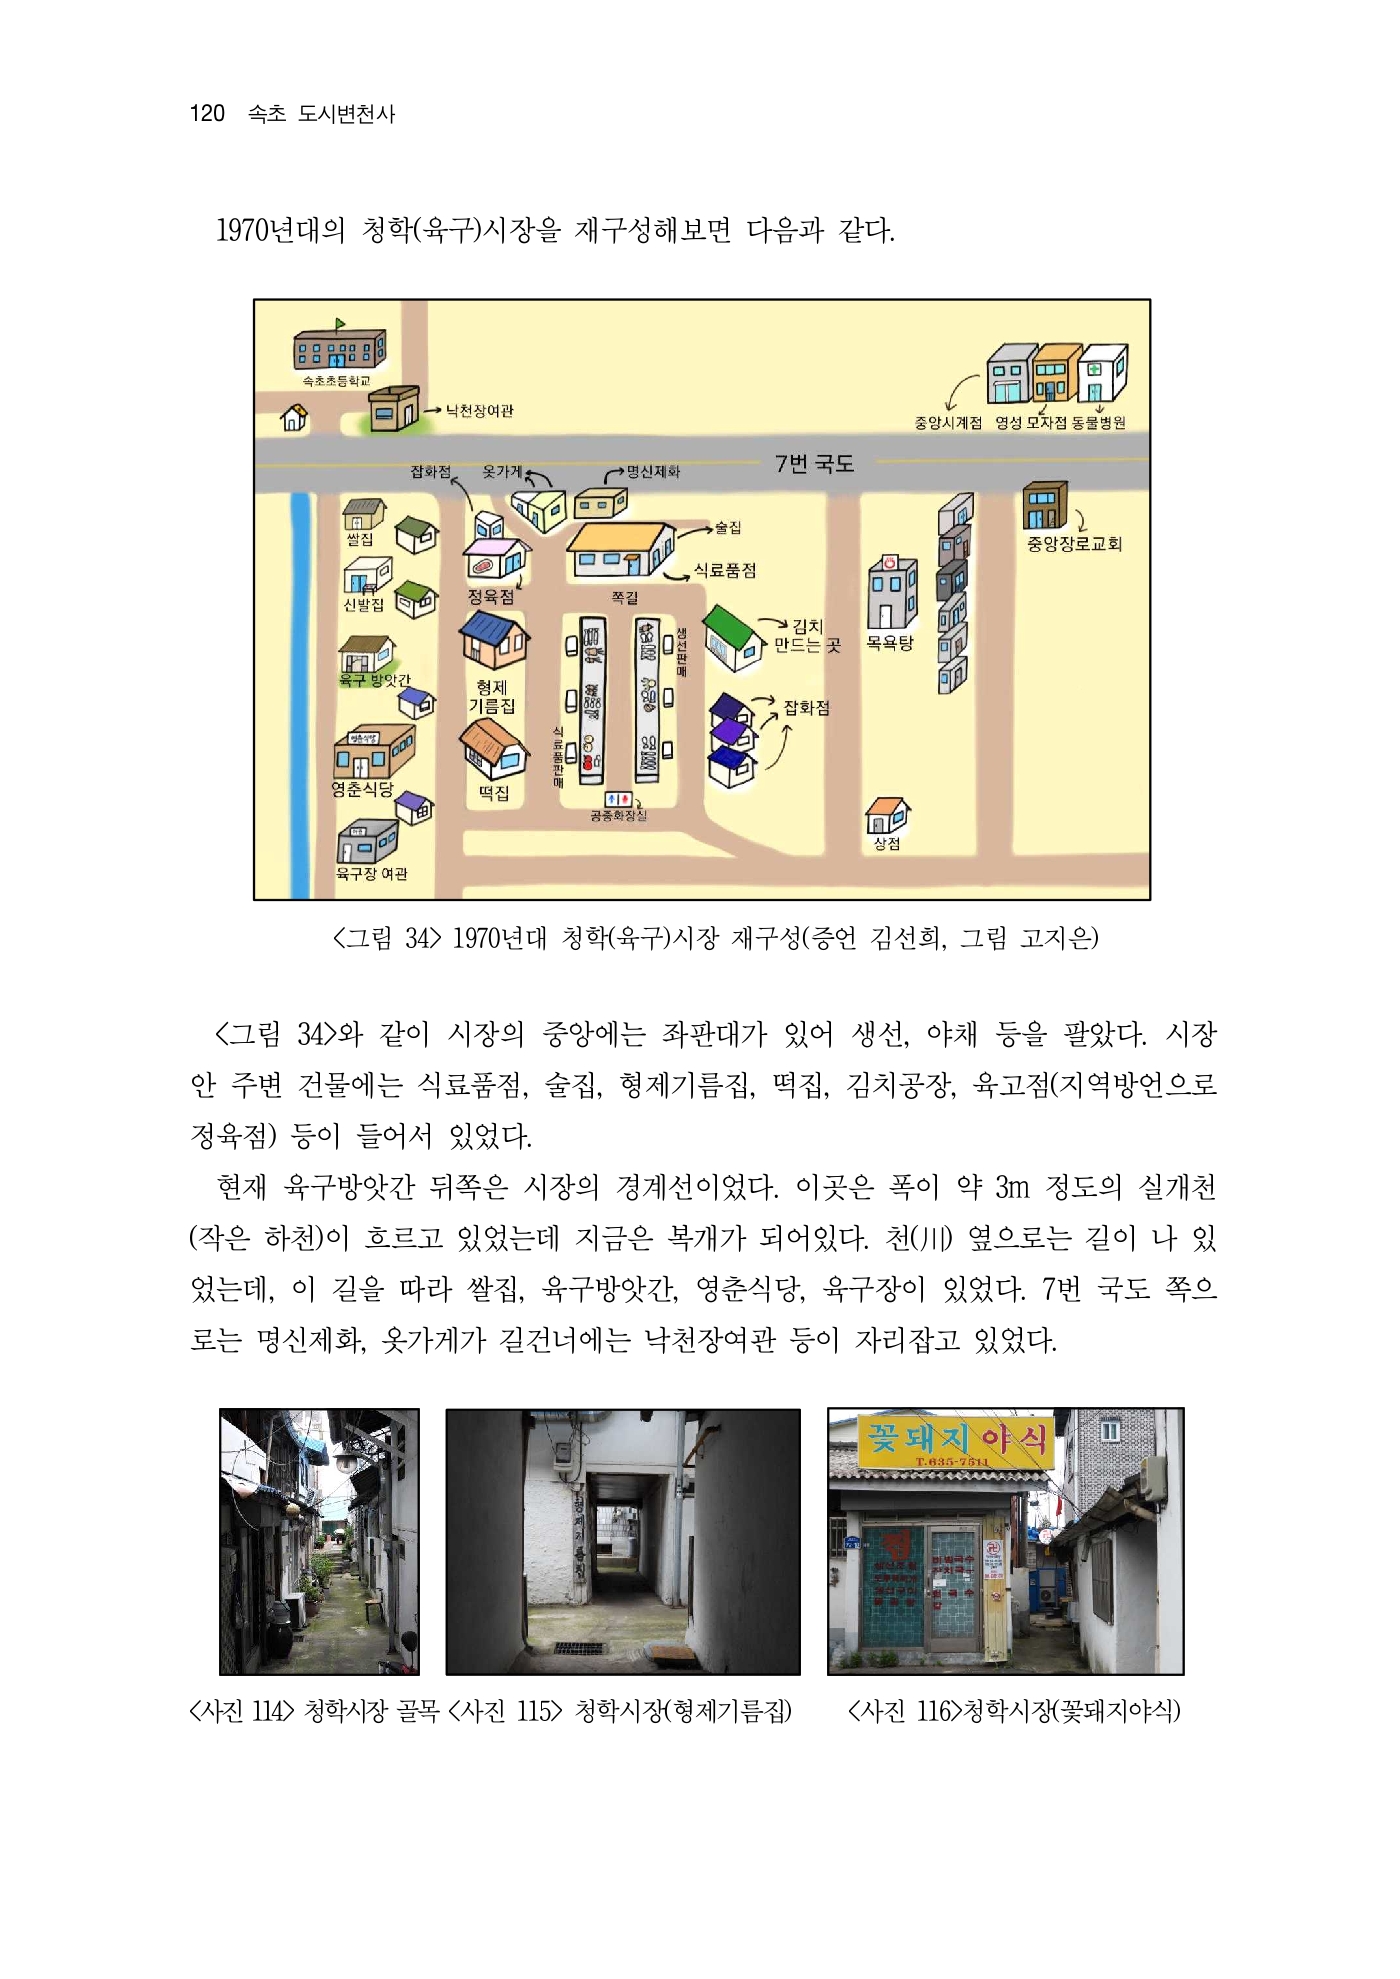 120 속초 도시변천사
1970년대의 청학(육구)시장을 재구성해보면 다음과 같다.
속초초등학교
낙천장여관
중앙시계점 영성 모자점 동물병원
7번 국도
잡화점
옷가게
명신제화
쌀집
술집
중앙장로교회
식료품점
신발집
정육점
쪽길
생선판매
김치
만드는 곳
목욕탕
육구 방앗간
형제
기름집
잡화점
식료품판매
영춘식당
영춘식당
떡집
공중화장실
상점
여관
육구장 여관
<그림 34> 1970년대 청학(육구)시장 재구성(증언 김선희, 그림 고지은)
<그림 34>와 같이 시장의 중앙에는 좌판대가 있어 생선, 야채 등을 팔았다. 시장
안 주변 건물에는 식료품점, 술집, 형제기름집, 떡집, 김치공장, 육고점(지역방언으로
정육점) 등이 들어서 있었다.
현재 육구방앗간 뒤쪽은 시장의 경계선이었다. 이곳은 폭이 약 3m 정도의 실개천
(작은 하천)이 흐르고 있었는데 지금은 복개가 되어있다. 천(川) 옆으로는 길이 나 있
었는데, 이 길을 따라 쌀집, 육구방앗간, 영춘식당, 육구장이 있었다. 7번 국도 쪽으
로는 명신제화, 옷가게가 길건너에는 낙천장여관 등이 자리잡고 있었다.
형제기름집
꽃돼지야식
T.635-7511
비빔국수
<사진 114> 청학시장 골목 <사진 115> 청학시장(형제기름집) <사진 116>청학시장(꽃돼지야식)